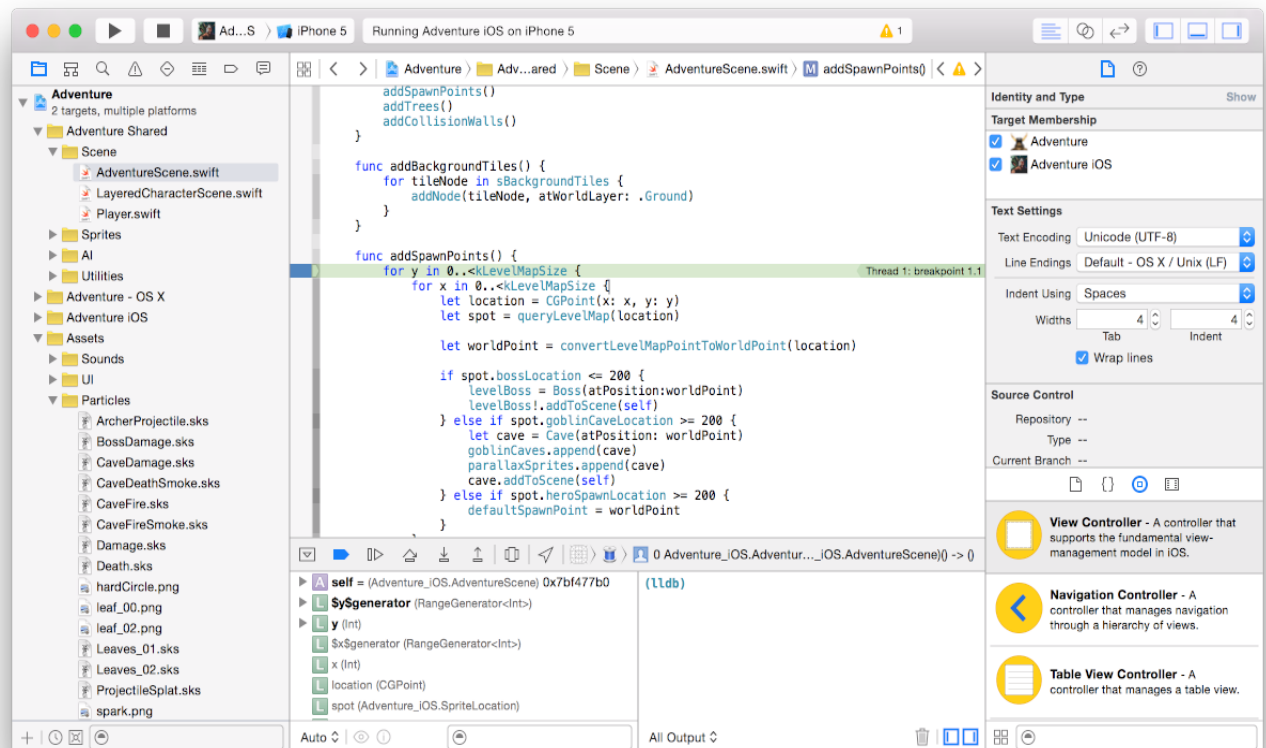 Ad...S
iPhone 5
Running Adventure iOS on iPhone 5
1
Adventure
2 targets, multiple platforms
Adventure Shared
Scene
AdventureScene.swift
LayeredCharacterScene.swift
Player.swift
Sprites
AI
Utilities
Adventure - OS X
Adventure iOS
Assets
Sounds
UI
Particles
ArcherProjectile.sks
BossDamage.sks
CaveDamage.sks
CaveDeathSmoke.sks
CaveFire.sks
CaveFireSmoke.sks
Damage.sks
Death.sks
hardCircle.png
leaf_00.png
leaf_02.png
Leaves_01.sks
Leaves_02.sks
ProjectileSplat.sks
spark.png
Adventure
Adv...ared
Scene
AdventureScene.swift
M addSpawnPoints()
addSpawnPoints()
addTrees()
addCollisionWalls()
}
func addBackgroundTiles() {
for tileNode in sBackgroundTiles {
addNode(tileNode, atWorldLayer: .Ground)
}
}
func addSpawnPoints() {
for y in 0..<kLevelMapSize {
Thread 1: breakpoint 1.1
for x in 0..<kLevelMapSize {
let location = CGPoint(x: x, y: y)
let spot = queryLevelMap(location)
let worldPoint = convertLevelMapPointToWorldPoint(location)
if spot.bossLocation <= 200 {
levelBoss = Boss(atPosition:worldPoint)
levelBoss!.addToScene(self)
} else if spot.goblinCaveLocation >= 200 {
let cave = Cave(atPosition: worldPoint)
goblinCaves.append(cave)
parallaxSprites.append(cave)
cave.addToScene(self)
} else if spot.heroSpawnLocation >= 200 {
defaultSpawnPoint = worldPoint
}
0 Adventure_iOS.Adventur..._iOS.AdventureScene)() -> ()
A self = (Adventure_iOS.AdventureScene) 0x7bf477b0
L $y$generator (RangeGenerator<Int>)
L y (Int)
L $x$generator (RangeGenerator<Int>)
L x (Int)
L location (CGPoint)
L spot (Adventure_iOS.SpriteLocation)
Auto
(lldb)
All Output
Identity and Type
Show
Target Membership
Adventure
Adventure iOS
Text Settings
Text Encoding
Unicode (UTF-8)
Line Endings
Default - OS X / Unix (LF)
Indent Using
Spaces
Widths
4
4
Tab
Indent
Wrap lines
Source Control
Repository --
Type --
Current Branch --
{}
View Controller - A controller that
supports the fundamental view-
management model in iOS.
Navigation Controller - A
controller that manages navigation
through a hierarchy of views.
Table View Controller - A
controller that manages a table view.